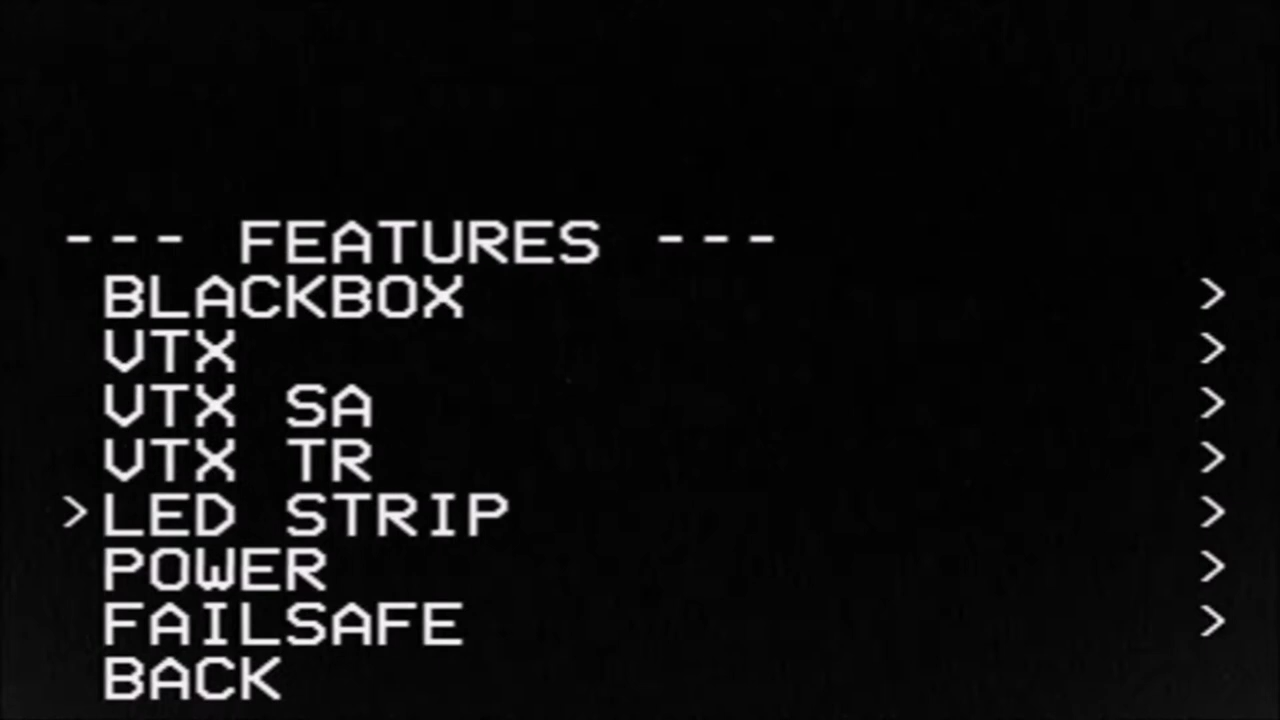 --- FEATURES ---
BLACKBOX >
VTX >
VTX SA >
VTX TR >
>LED STRIP >
POWER >
FAILSAFE >
BACK